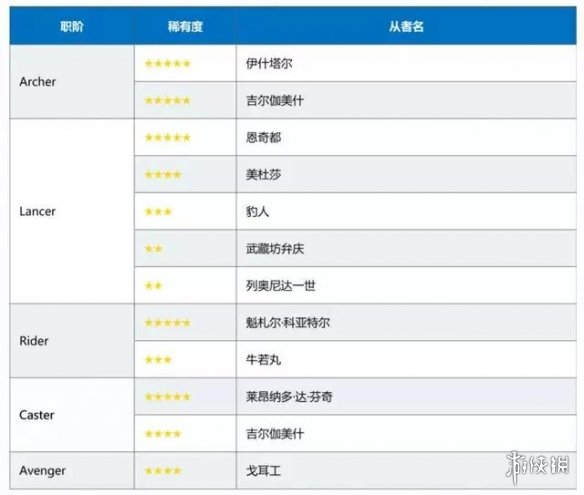 职阶 稀有度 从者名
Archer ★★★★★ 伊什塔尔
★★★★★ 吉尔伽美什
Lancer ★★★★★ 恩奇都
★★★★ 美杜莎
★★★ 豹人
★★ 武藏坊弁庆
★★ 列奥尼达一世
Rider ★★★★★ 魁札尔·科亚特尔
★★★ 牛若丸
Caster ★★★★★ 莱昂纳多·达·芬奇
★★★★ 吉尔伽美什
Avenger ★★★★ 戈耳工
游侠网